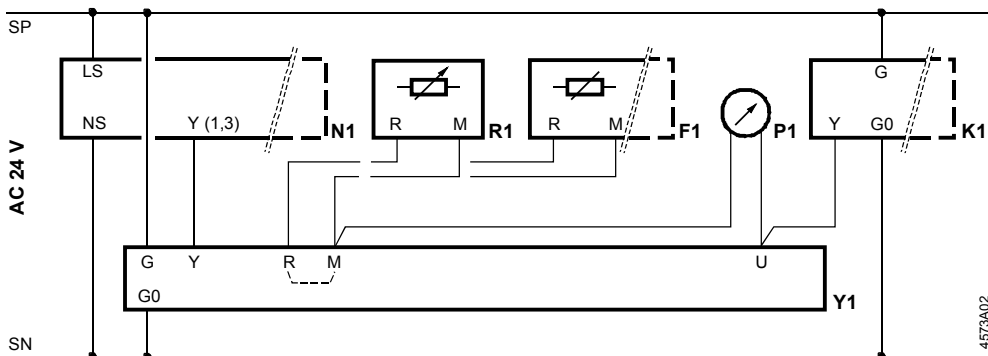 SP
LS
NS
Y (1,3)
N1
R
M
R1
R
M
F1
P1
G
Y
G0
K1
AC 24 V
G
Y
R
M
U
G0
Y1
SN
4573A02